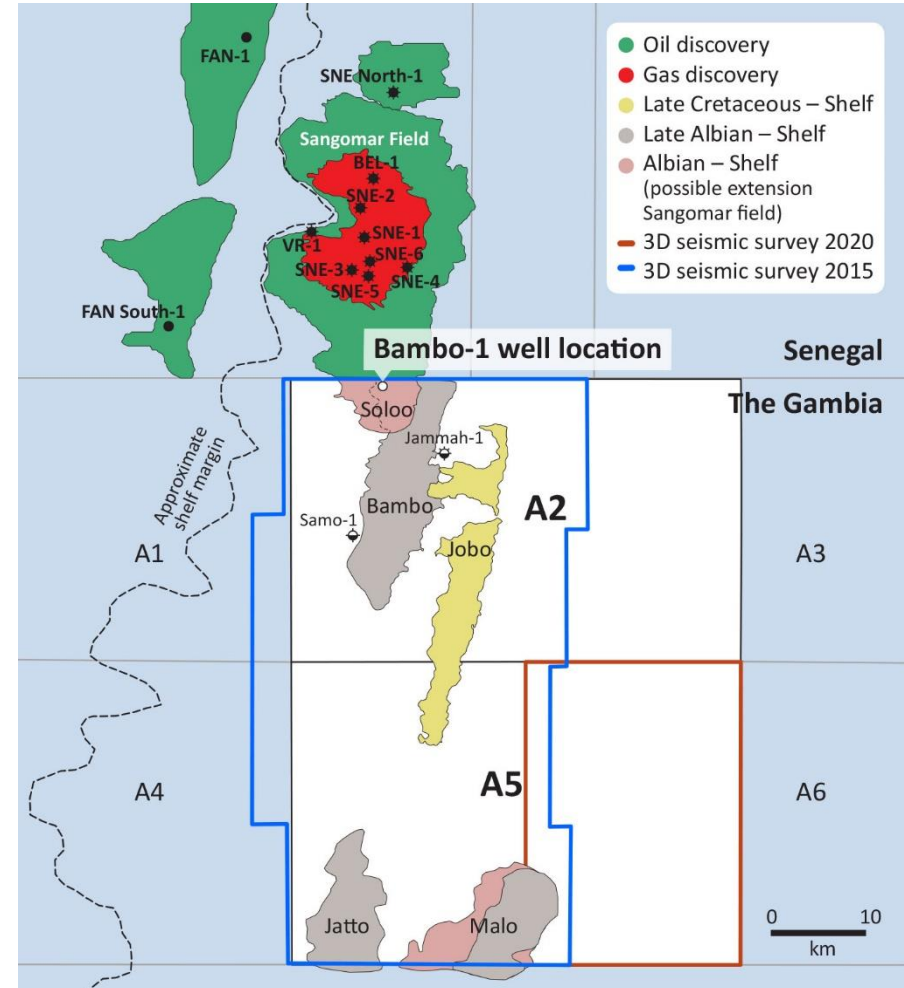 FAN-1
SNE North-1
Sangomar Field
BEL-1
SNE-2
SNE-1
VR-1
SNE-6
SNE-3
SNE-4
SNE-5
FAN South-1
Oil discovery
Gas discovery
Late Cretaceous – Shelf
Late Albian – Shelf
Albian – Shelf
(possible extension
Sangomar field)
3D seismic survey 2020
3D seismic survey 2015
Bambo-1 well location
Senegal
The Gambia
Soloo
Jammah-1
Approximate
shelf margin
Bambo
A2
Samo-1
Jobo
A1
A3
A5
A4
A6
Jatto
Malo
0 10
km